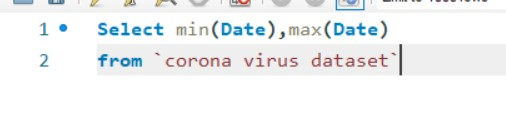 1 Select min(Date),max(Date)
2 from `corona virus dataset`